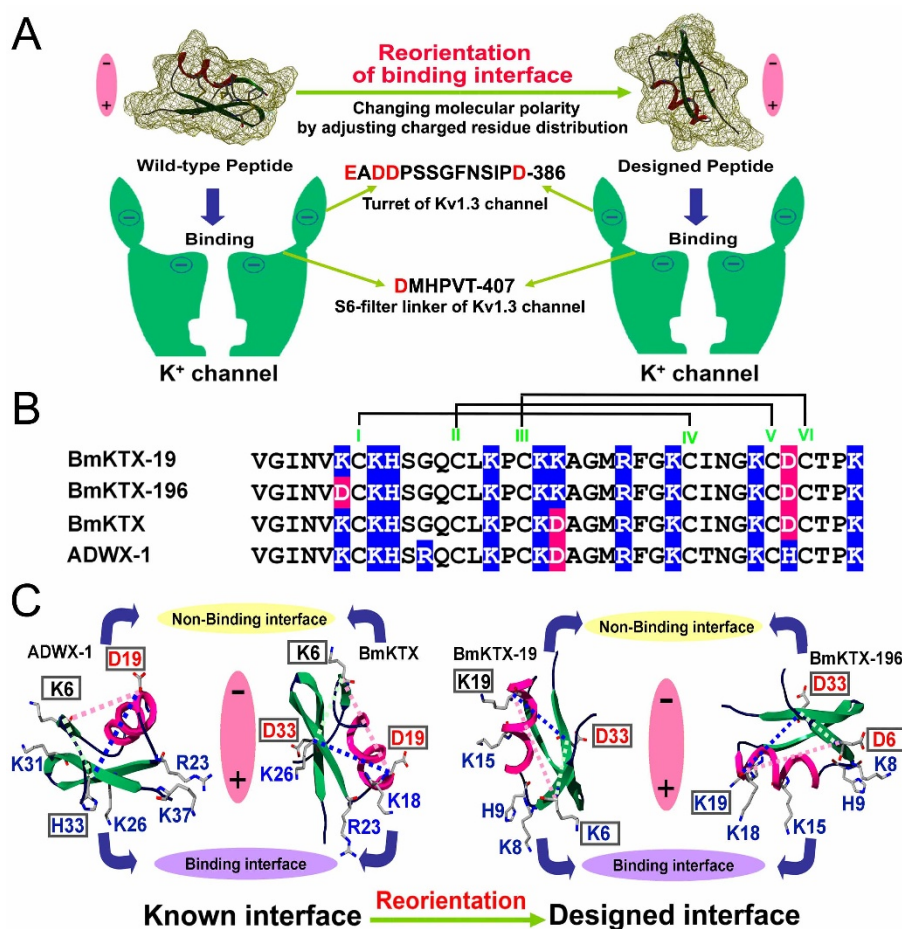 A
Reorientation
of binding interface
Changing molecular polarity
by adjusting charged residue distribution
-
+
-
+
Wild-type Peptide
Designed Peptide
EADDPSSGFNSIPD-386
Turret of Kv1.3 channel
Binding
Binding
DMHPVT-407
S6-filter linker of Kv1.3 channel
K+ channel
K+ channel
B
I II III IV V VI
BmKTX-19 VGINVKCKHSGQCLKPCKKAGMRFGKCINGKCDCTPK
BmKTX-196 VGINVDCKHSGQCLKPCKKAGMRFGKCINGKCDCTPK
BmKTX VGINVKCKHSGQCLKPCKDAGMRFGKCINGKCDCTPK
ADWX-1 VGINVKCKHSRQCLKPCKDAGMRFGKCTNGKCHCTPK
C
Non-Binding interface
ADWX-1
D19
K6
K31
R23
H33
K26
K37
-
+
K6
BmKTX
D33
D19
K26
K18
R23
Binding interface
Non-Binding interface
BmKTX-19
K19
D33
K15
H9
K8
K6
-
+
BmKTX-196
D33
D6
K8
K19
H9
K18
K15
Binding interface
Known interface
Reorientation
Designed interface